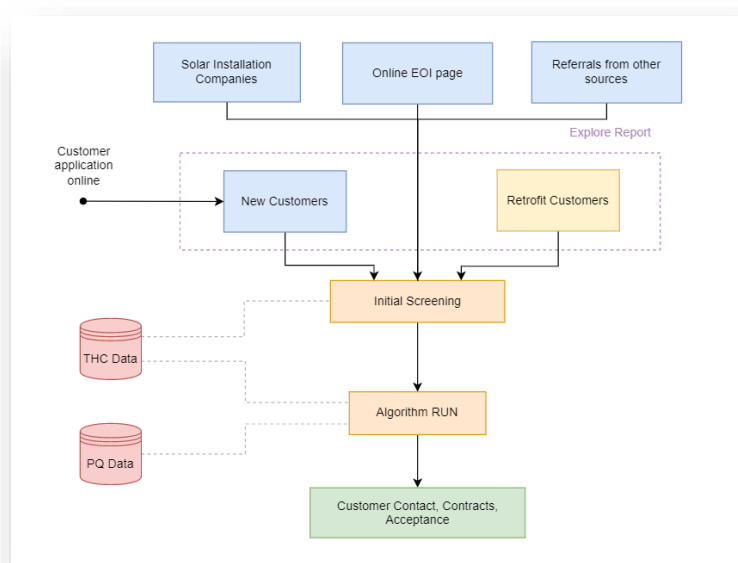 Solar Installation
Companies
Online EOI page
Referrals from other
sources
Explore Report
Customer
application
online
New Customers
Retrofit Customers
Initial Screening
THC Data
Algorithm RUN
PQ Data
Customer Contact, Contracts,
Acceptance